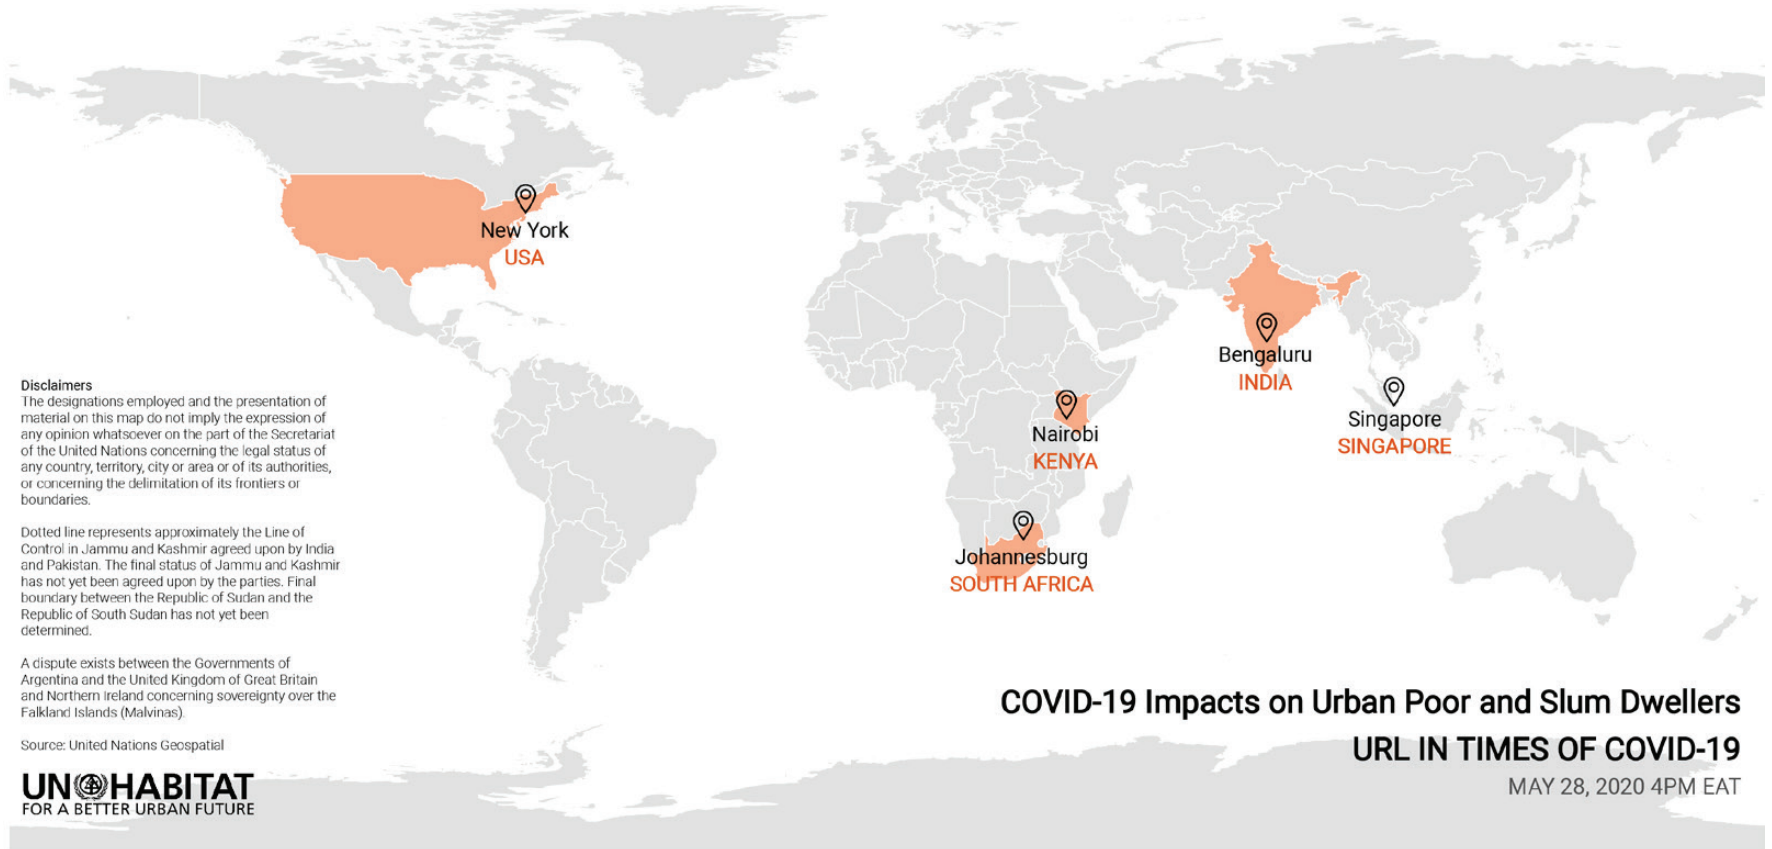 New York
USA
Bengaluru
INDIA
Singapore
SINGAPORE
Nairobi
KENYA
Johannesburg
SOUTH AFRICA
Disclaimers
The designations employed and the presentation of
material on this map do not imply the expression of
any opinion whatsoever on the part of the Secretariat
of the United Nations concerning the legal status of
any country, territory, city or area or of its authorities,
or concerning the delimitation of its frontiers or
boundaries.
Dotted line represents approximately the Line of
Control in Jammu and Kashmir agreed upon by India
and Pakistan. The final status of Jammu and Kashmir
has not yet been agreed upon by the parties. Final
boundary between the Republic of Sudan and the
Republic of South Sudan has not yet been
determined.
A dispute exists between the Governments of
Argentina and the United Kingdom of Great Britain
and Northern Ireland concerning sovereignty over the
Falkland Islands (Malvinas).
Source: United Nations Geospatial
UN HABITAT
FOR A BETTER URBAN FUTURE
COVID-19 Impacts on Urban Poor and Slum Dwellers
URL IN TIMES OF COVID-19
MAY 28, 2020 4PM EAT